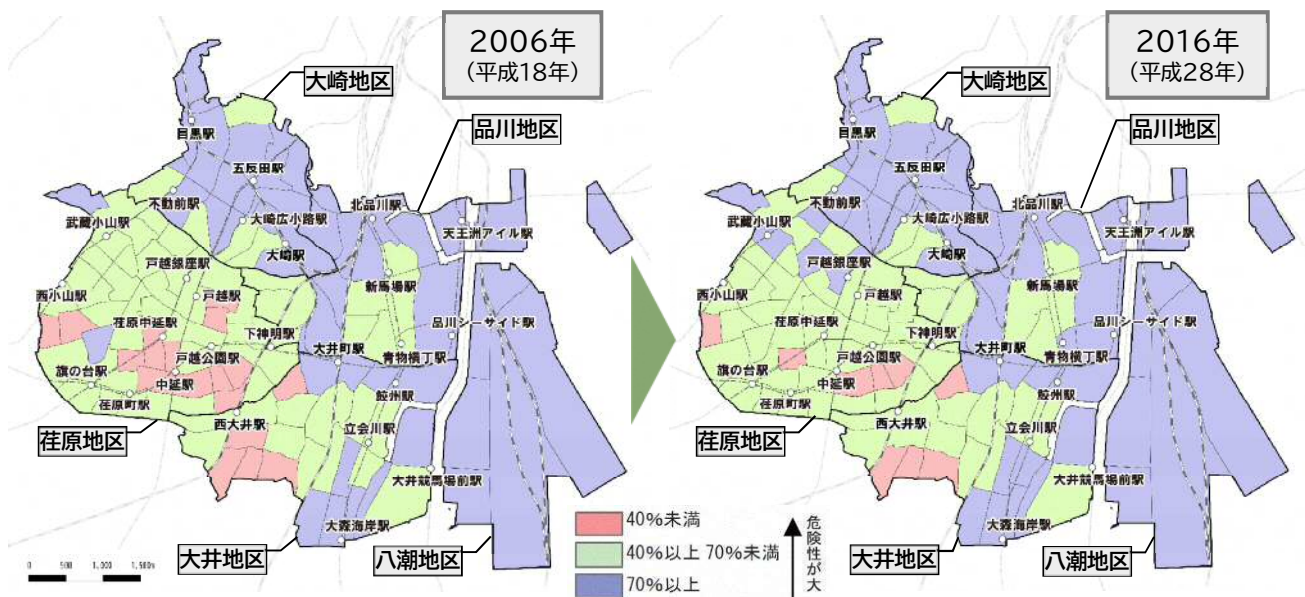 2006年
(平成18年)
大崎地区
品川地区
目黒駅
五反田駅
不動前駅
北品川駅
武蔵小山駅
大崎広小路駅
天王洲アイル駅
大崎駅
戸越銀座駅
新馬場駅
西小山駅
戸越駅
荏原中延駅
下神明駅
品川シーサイド駅
戸越公園駅
大井町駅
青物横丁駅
旗の台駅
中延駅
鮫州駅
荏原町駅
西大井駅
立会川駅
荏原地区
大井競馬場前駅
大森海岸駅
大井地区
八潮地区
0 500 1,000 1,500m
2016年
(平成28年)
大崎地区
品川地区
目黒駅
五反田駅
不動前駅
北品川駅
武蔵小山駅
大崎広小路駅
天王洲アイル駅
大崎駅
戸越銀座駅
新馬場駅
西小山駅
戸越駅
荏原中延駅
下神明駅
品川シーサイド駅
戸越公園駅
大井町駅
青物横丁駅
旗の台駅
中延駅
鮫州駅
荏原町駅
西大井駅
立会川駅
荏原地区
大井競馬場前駅
大森海岸駅
大井地区
八潮地区
40%未満
40%以上 70%未満
70%以上
危険性が大